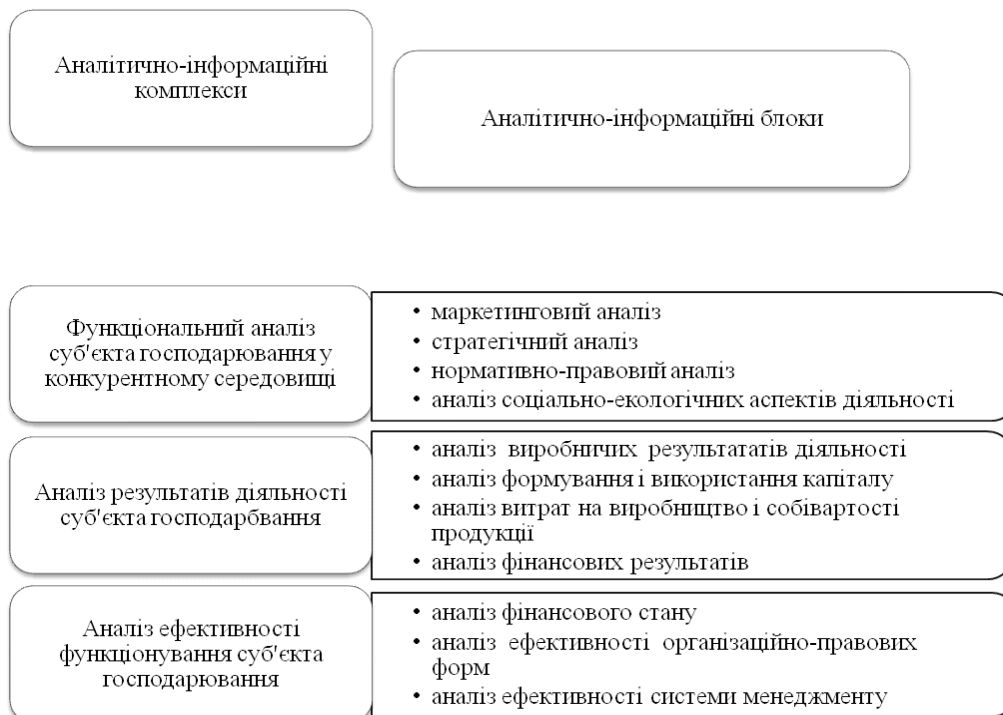 Аналітично-інформаційні
комплекси
Аналітично-інформаційні блоки
Функціональний аналіз
суб'єкта господарювання у
конкурентному середовищі
• маркетинговий аналіз
• стратегічний аналіз
• нормативно-правовий аналіз
• аналіз соціально-екологічних аспектів діяльності
Аналіз результатів діяльності
суб'єкта господарбвання
• аналіз виробничих результататів діяльності
• аналіз формування і використання капіталу
• аналіз витрат на виробництво і собівартості
продукції
• аналіз фінансових результатів
Аналіз ефективності
функціонування суб'єкта
господарювання
• аналіз фінансового стану
• аналіз ефективності організаційно-правових
форм
• аналіз ефективності системи менеджменту